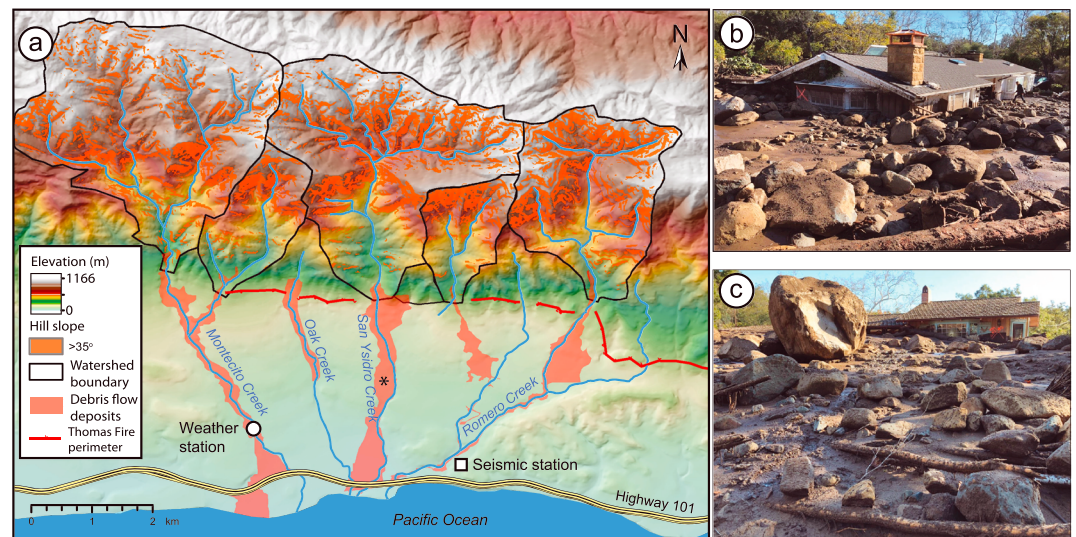 a
N
Elevation (m)
1166
0
Hill slope
>35°
Watershed
boundary
Debris flow
deposits
Thomas Fire
perimeter
Montecito Creek
Oak Creek
San Ysidro Creek
*
Romero Creek
Weather
station
Seismic station
Highway 101
Pacific Ocean
0 1 2 km
b
c